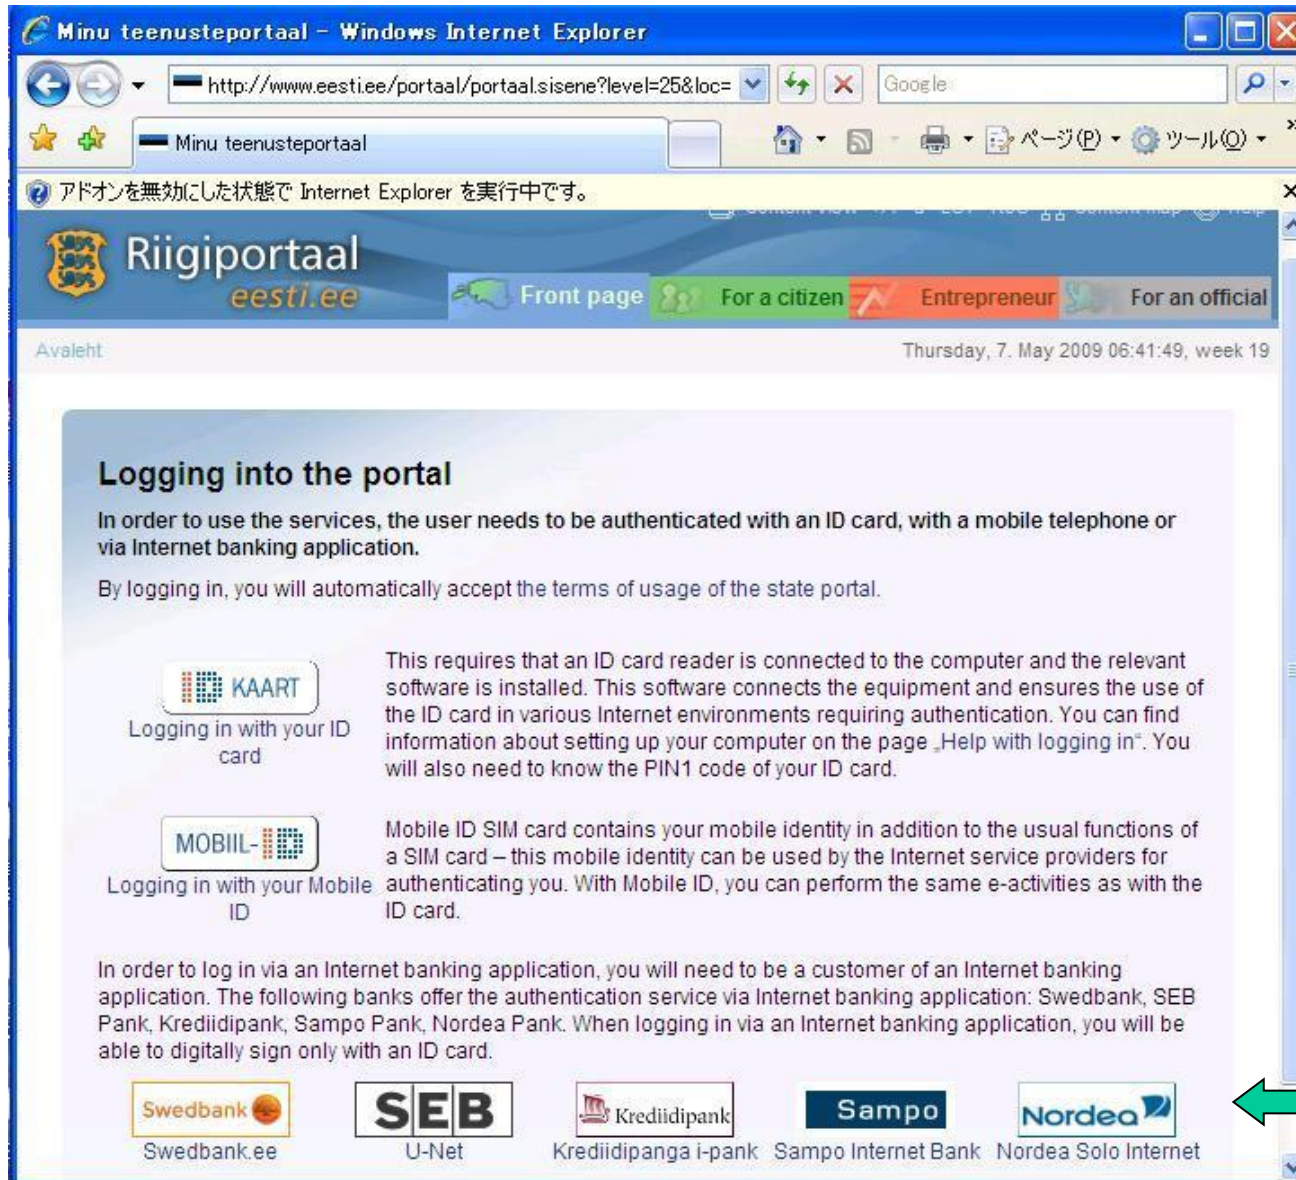 Minu teenusteportaal - Windows Internet Explorer
http://www.eesti.ee/portaal/portaal.sisene?level=25&loc=
Google
Minu teenusteportaal
ページ(P)
ツール(O)
アドオンを無効にした状態で Internet Explorer を実行中です。
Riigiportaal
eesti.ee
Front page
For a citizen
Entrepreneur
For an official
Avaleht
Thursday, 7. May 2009 06:41:49, week 19
Logging into the portal
In order to use the services, the user needs to be authenticated with an ID card, with a mobile telephone or
via Internet banking application.
By logging in, you will automatically accept the terms of usage of the state portal.
ID KAART
Logging in with your ID
card
This requires that an ID card reader is connected to the computer and the relevant
software is installed. This software connects the equipment and ensures the use of
the ID card in various Internet environments requiring authentication. You can find
information about setting up your computer on the page „Help with logging in“. You
will also need to know the PIN1 code of your ID card.
MOBIIL-ID
Logging in with your Mobile
ID
Mobile ID SIM card contains your mobile identity in addition to the usual functions of
a SIM card – this mobile identity can be used by the Internet service providers for
authenticating you. With Mobile ID, you can perform the same e-activities as with the
ID card.
In order to log in via an Internet banking application, you will need to be a customer of an Internet banking
application. The following banks offer the authentication service via Internet banking application: Swedbank, SEB
Pank, Krediidipank, Sampo Pank, Nordea Pank. When logging in via an Internet banking application, you will be
able to digitally sign only with an ID card.
Swedbank
SEB
Krediidipank
Sampo
Nordea
Swedbank.ee
U-Net
Krediidipanga i-pank
Sampo Internet Bank
Nordea Solo Internet